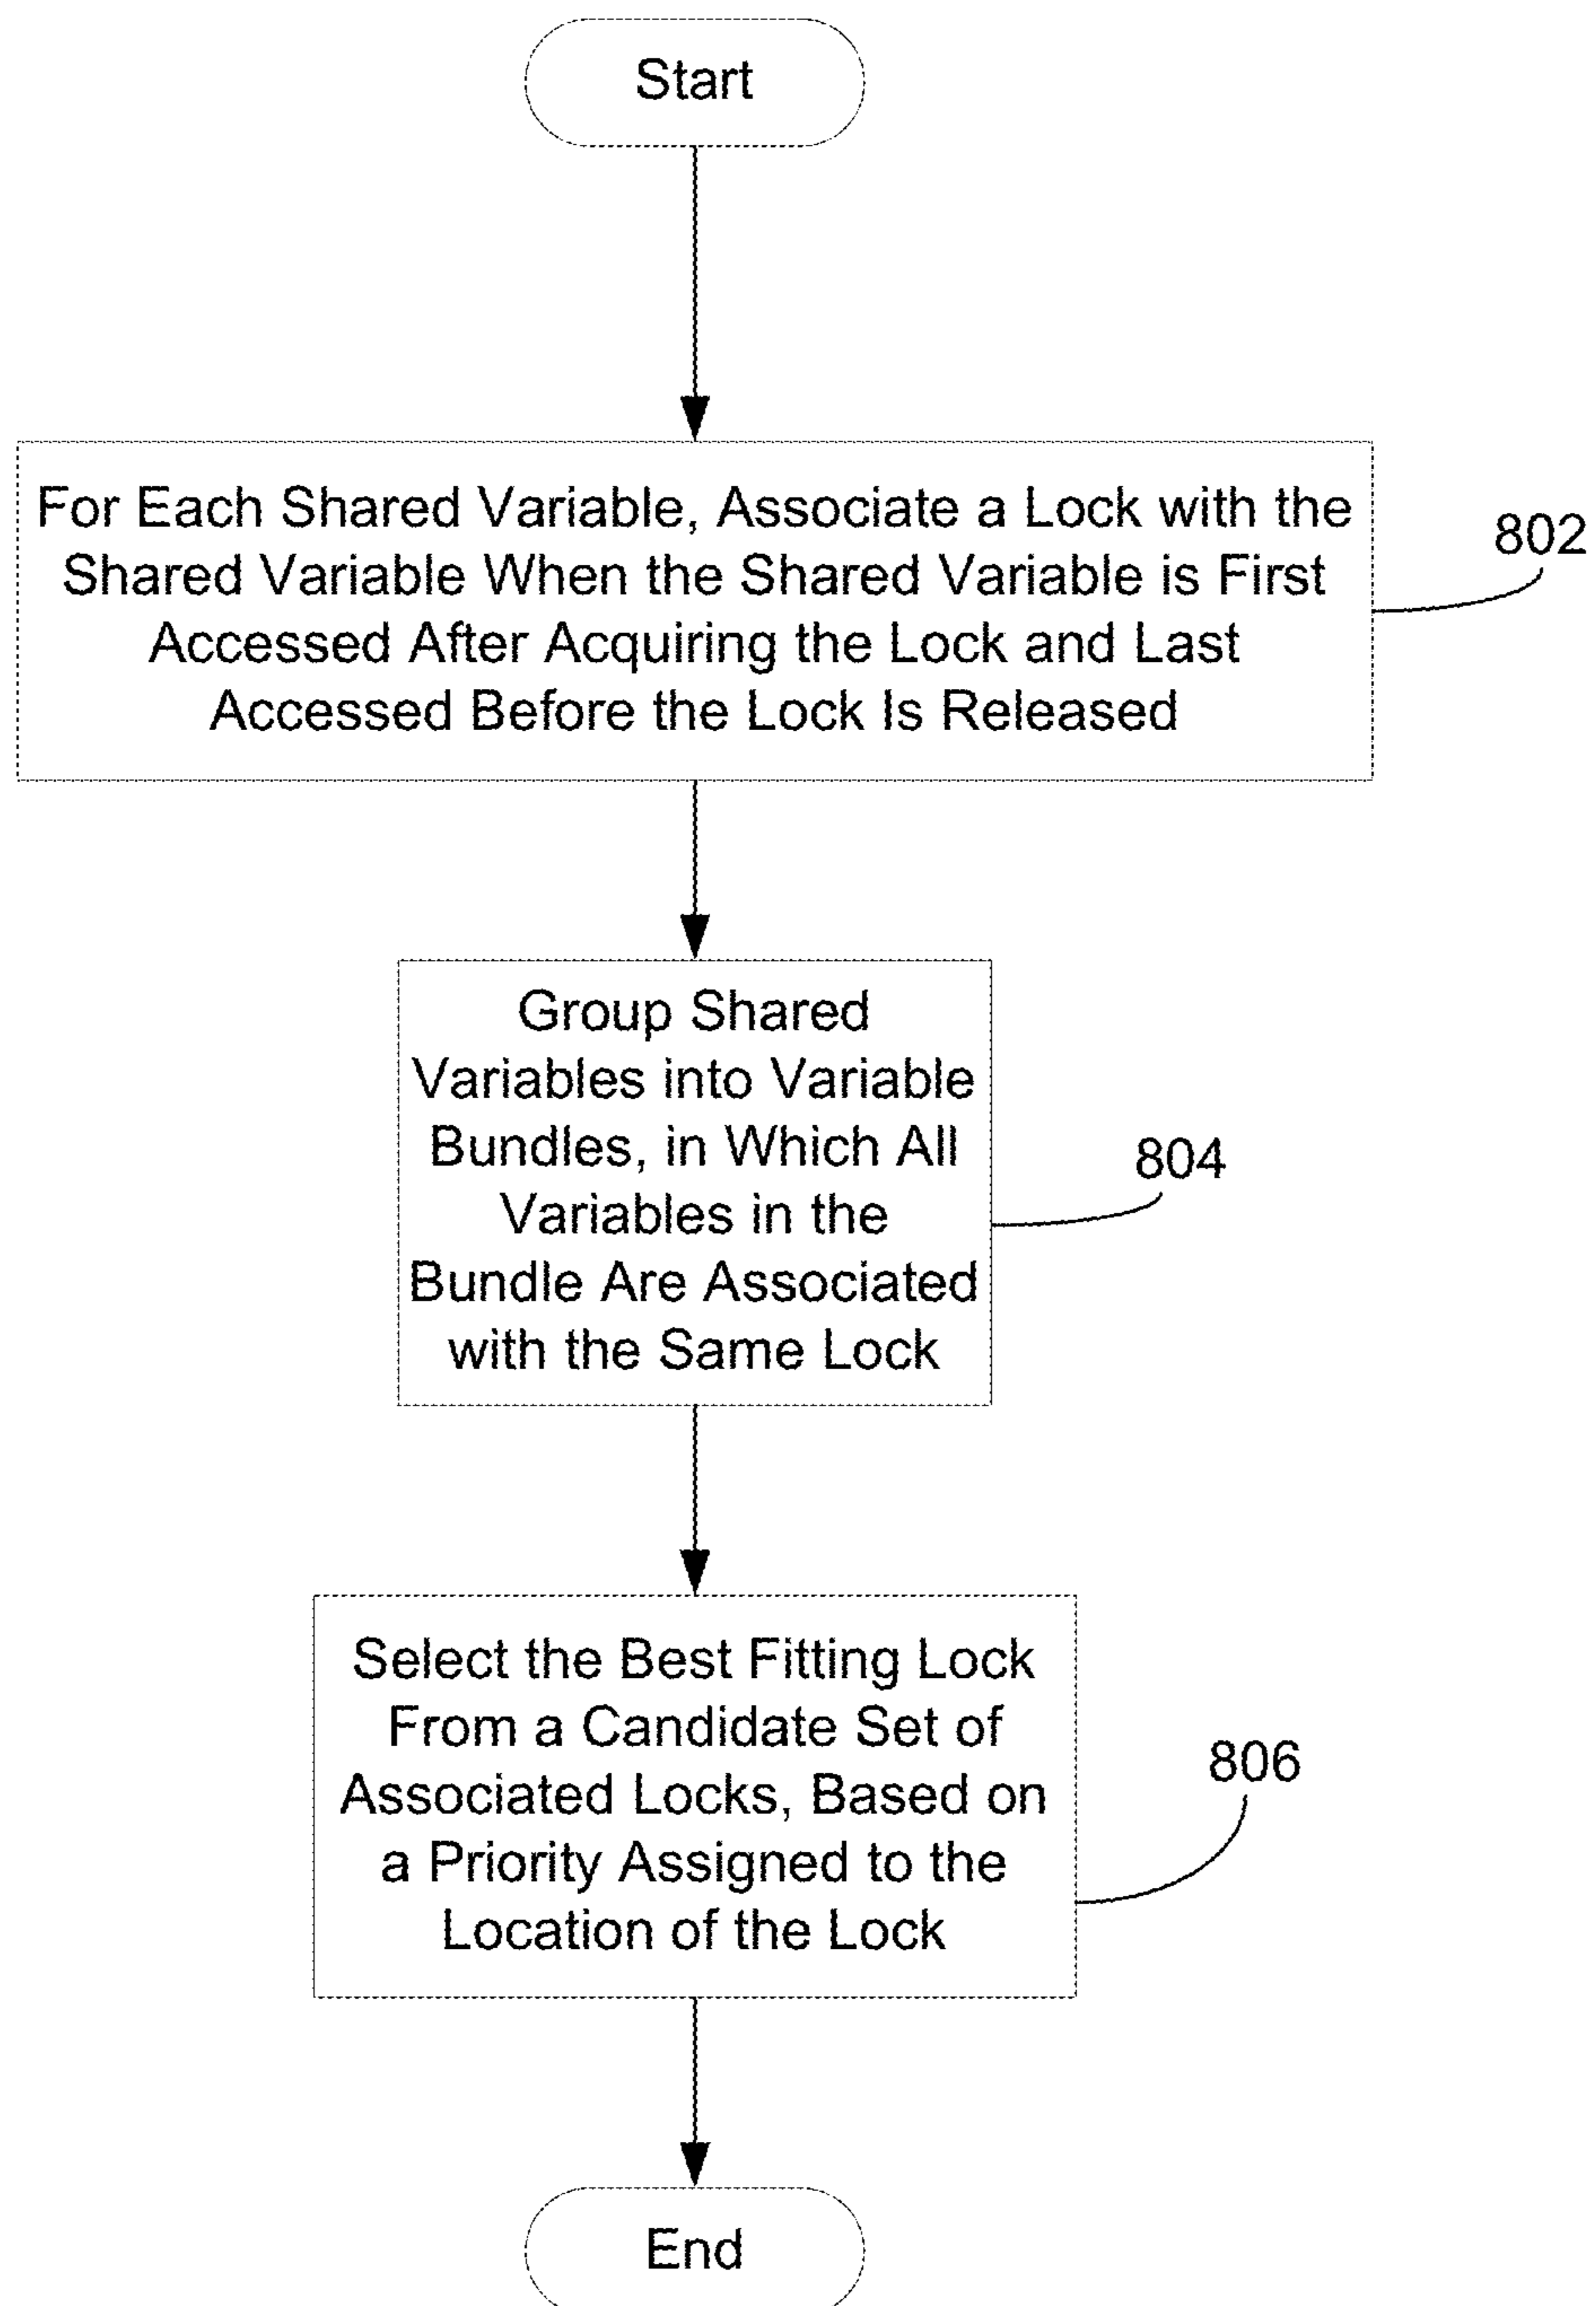 Start
For Each Shared Variable, Associate a Lock with the
Shared Variable When the Shared Variable is First
Accessed After Acquiring the Lock and Last
Accessed Before the Lock Is Released
802
Group Shared
Variables into Variable
Bundles, in Which All
Variables in the
Bundle Are Associated
with the Same Lock
804
Select the Best Fitting Lock
From a Candidate Set of
Associated Locks, Based on
a Priority Assigned to the
Location of the Lock
806
End